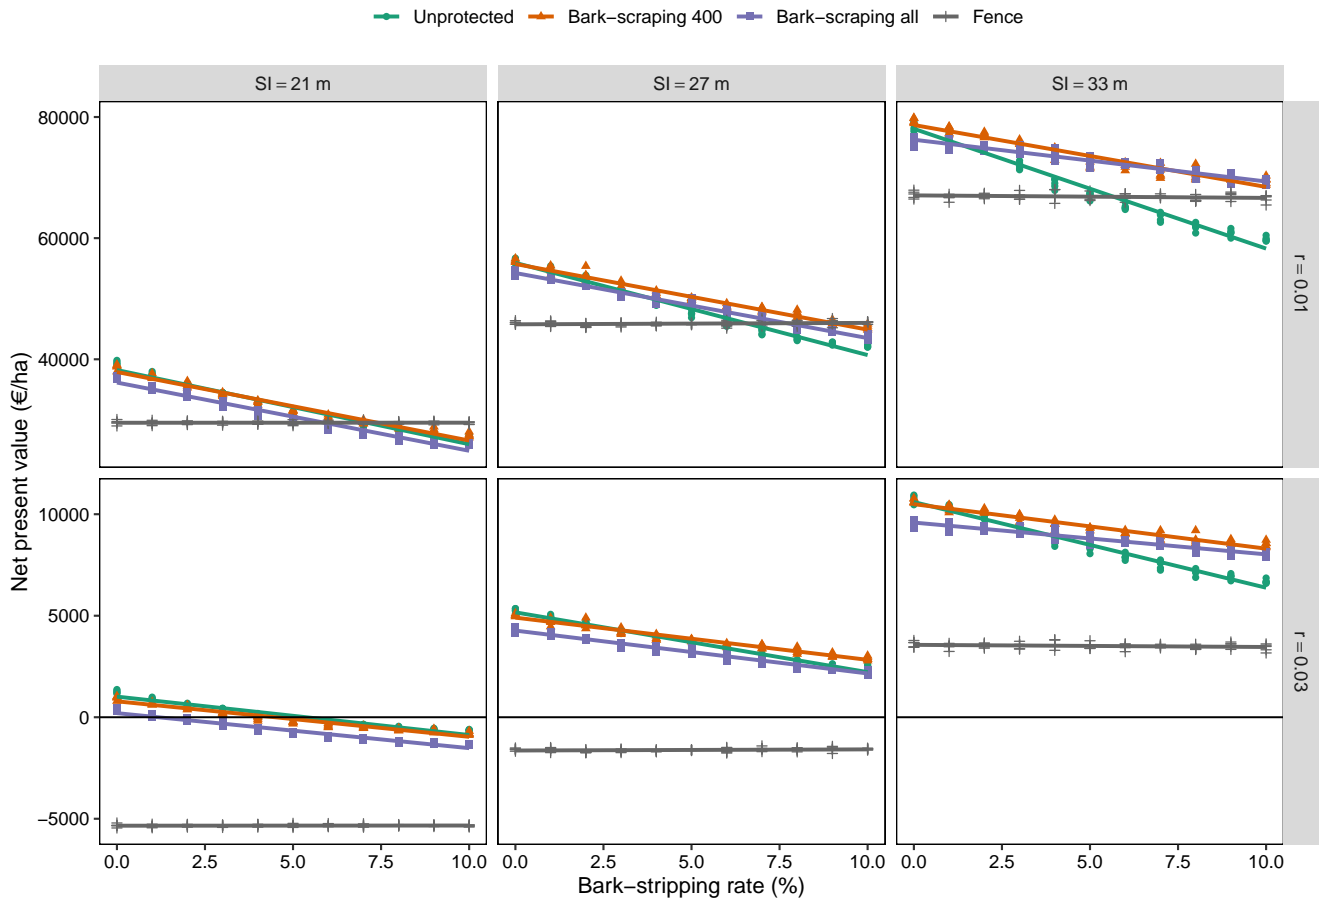 Unprotected Bark−scraping 400 Bark−scraping all Fence
SI = 21 m SI = 27 m SI = 33 m
80000
60000
40000
r = 0.01
Net present value (€/ha)
10000
5000
0
−5000
r = 0.03
0.0 2.5 5.0 7.5 10.0 0.0 2.5 5.0 7.5 10.0 0.0 2.5 5.0 7.5 10.0
Bark−stripping rate (%)